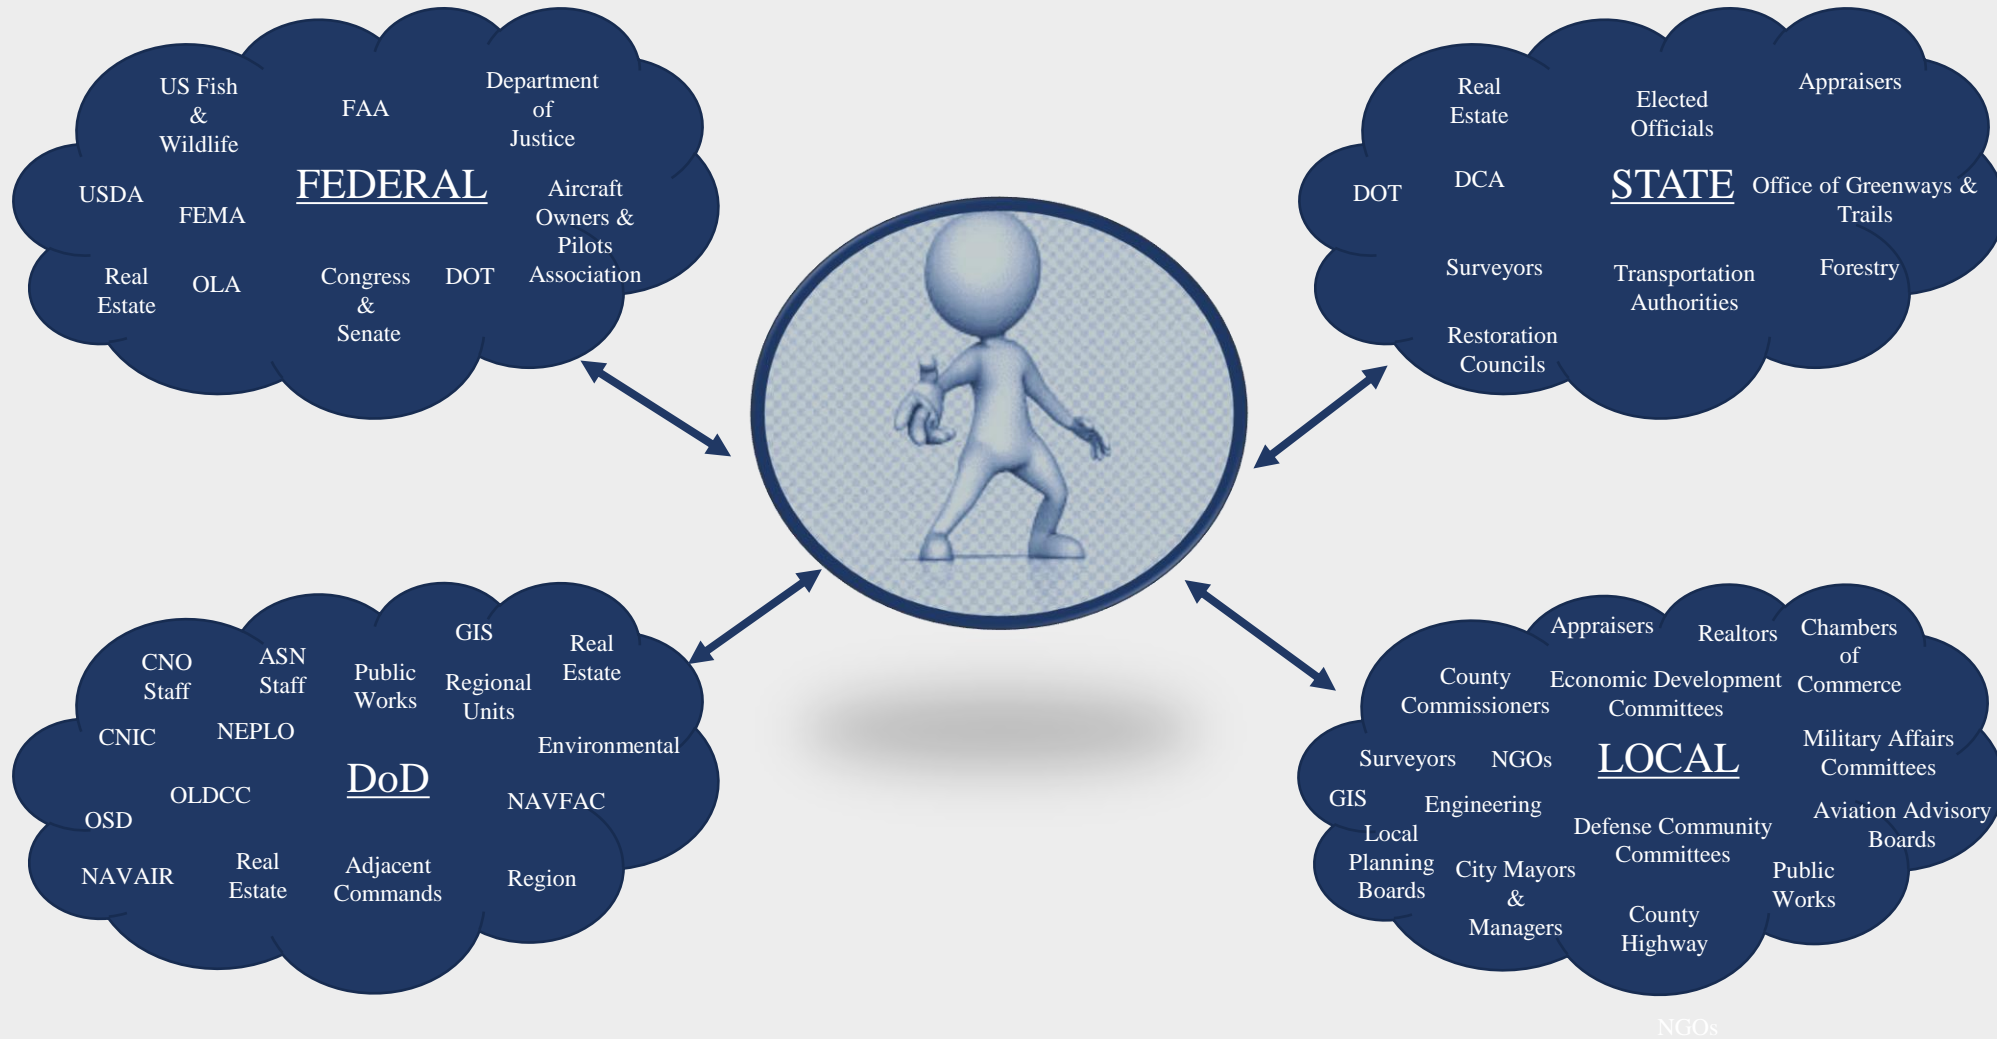 US Fish
&
Wildlife
FAA
Department
of
Justice
FEDERAL
USDA
FEMA
Aircraft
Owners &
Pilots
Association
Real
Estate
OLA
Congress
&
Senate
DOT
Real
Estate
Elected
Officials
Appraisers
DOT
DCA
STATE
Office of Greenways &
Trails
Surveyors
Transportation
Authorities
Forestry
Restoration
Councils
CNO
Staff
ASN
Staff
Public
Works
GIS
Regional
Units
Real
Estate
CNIC
NEPLO
Environmental
DoD
OLDCC
OSD
NAVFAC
NAVAIR
Real
Estate
Adjacent
Commands
Region
Appraisers
Realtors
Chambers
of
Commerce
County
Commissioners
Economic Development
Committees
Surveyors
NGOs
LOCAL
Military Affairs
Committees
GIS
Engineering
Aviation Advisory
Boards
Local
Planning
Boards
City Mayors
&
Managers
Defense Community
Committees
Public
Works
County
Highway
NGOs